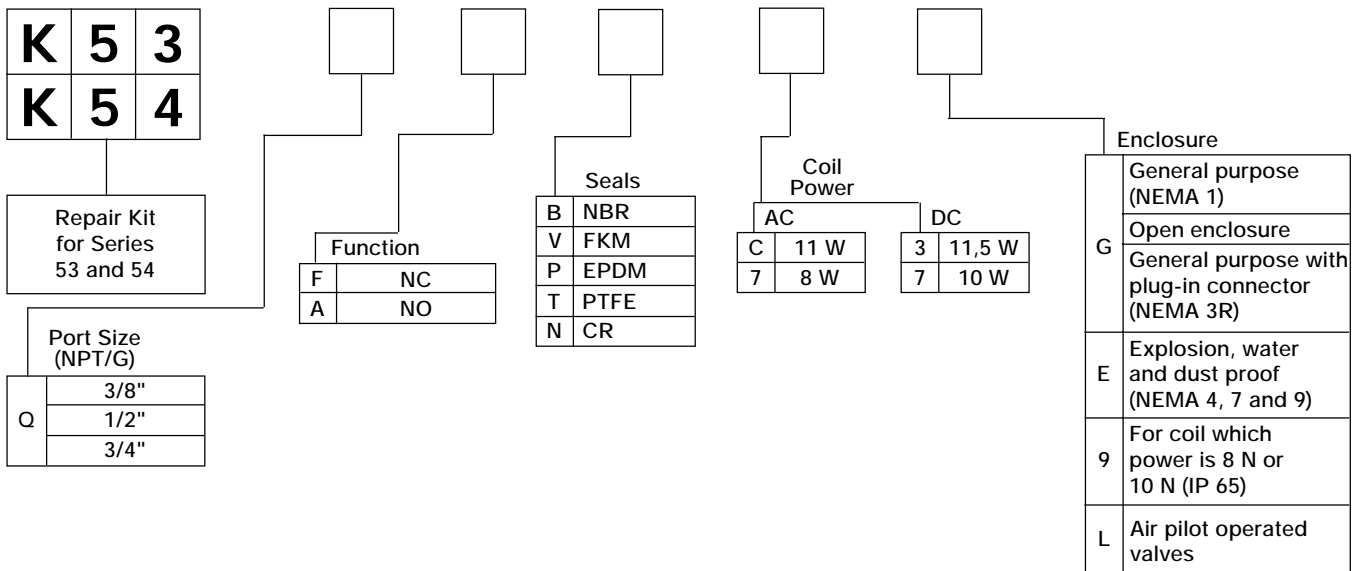 K 5 3
K 5 4
Repair Kit
for Series
53 and 54
Port Size
(NPT/G)
Q
3/8"
1/2"
3/4"
Function
F NC
A NO
Seals
B NBR
V FKM
P EPDM
T PTFE
N CR
Coil
Power
AC
C 11 W
7 8 W
DC
3 11,5 W
7 10 W
Enclosure
G
General purpose
(NEMA 1)
Open enclosure
General purpose with
plug-in connector
(NEMA 3R)
E
Explosion, water
and dust proof
(NEMA 4, 7 and 9)
9
For coil which
power is 8 N or
10 N (IP 65)
L
Air pilot operated
valves